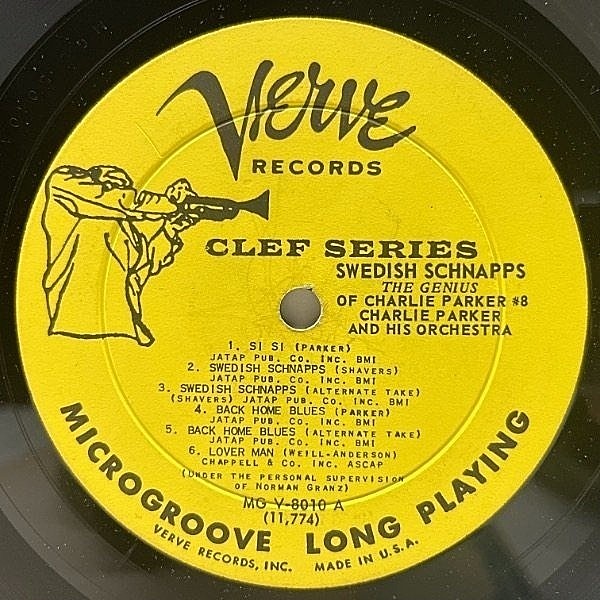 Verve
RECORDS
CLEF SERIES
SWEDISH SCHNAPPS
THE GENIUS
OF CHARLIE PARKER #8
CHARLIE PARKER
AND HIS ORCHESTRA
1. SI SI (PARKER)
JATAP PUB. CO. INC. BMI
2. SWEDISH SCHNAPPS (SHAVERS)
JATAP PUB. CO. INC. BMI
3. SWEDISH SCHNAPPS (ALTERNATE TAKE)
(SHAVERS) JATAP PUB. CO. INC. BMI
4. BACK HOME BLUES (PARKER)
JATAP PUB. CO. INC. BMI
5. BACK HOME BLUES (ALTERNATE TAKE)
JATAP PUB. CO. INC. BMI
6. LOVER MAN (WEILL-ANDERSON)
CHAPPELL & CO. INC. ASCAP
(UNDER THE PERSONAL SUPERVISION
OF NORMAN GRANZ)
MG V-8010 A
(11,774)
MICROGROOVE LONG PLAYING
VERVE RECORDS, INC. MADE IN U.S.A.